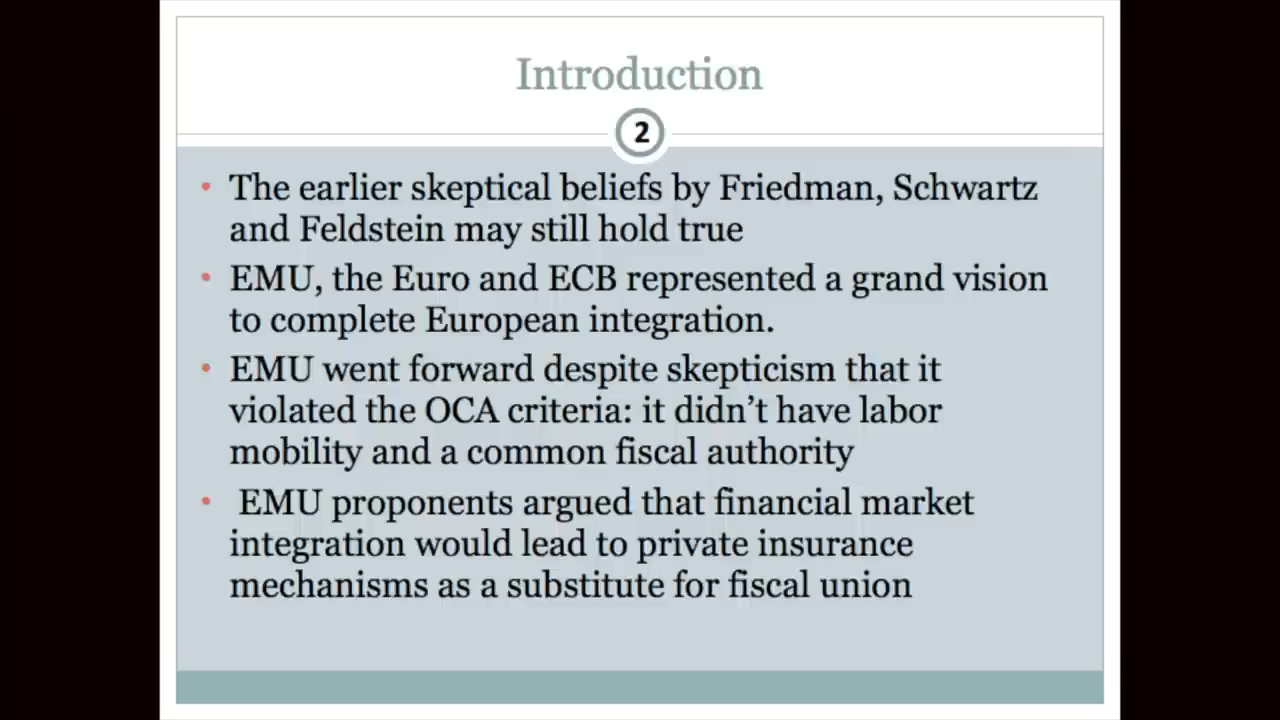 Introduction
2
• The earlier skeptical beliefs by Friedman, Schwartz
and Feldstein may still hold true
• EMU, the Euro and ECB represented a grand vision
to complete European integration.
• EMU went forward despite skepticism that it
violated the OCA criteria: it didn’t have labor
mobility and a common fiscal authority
• EMU proponents argued that financial market
integration would lead to private insurance
mechanisms as a substitute for fiscal union